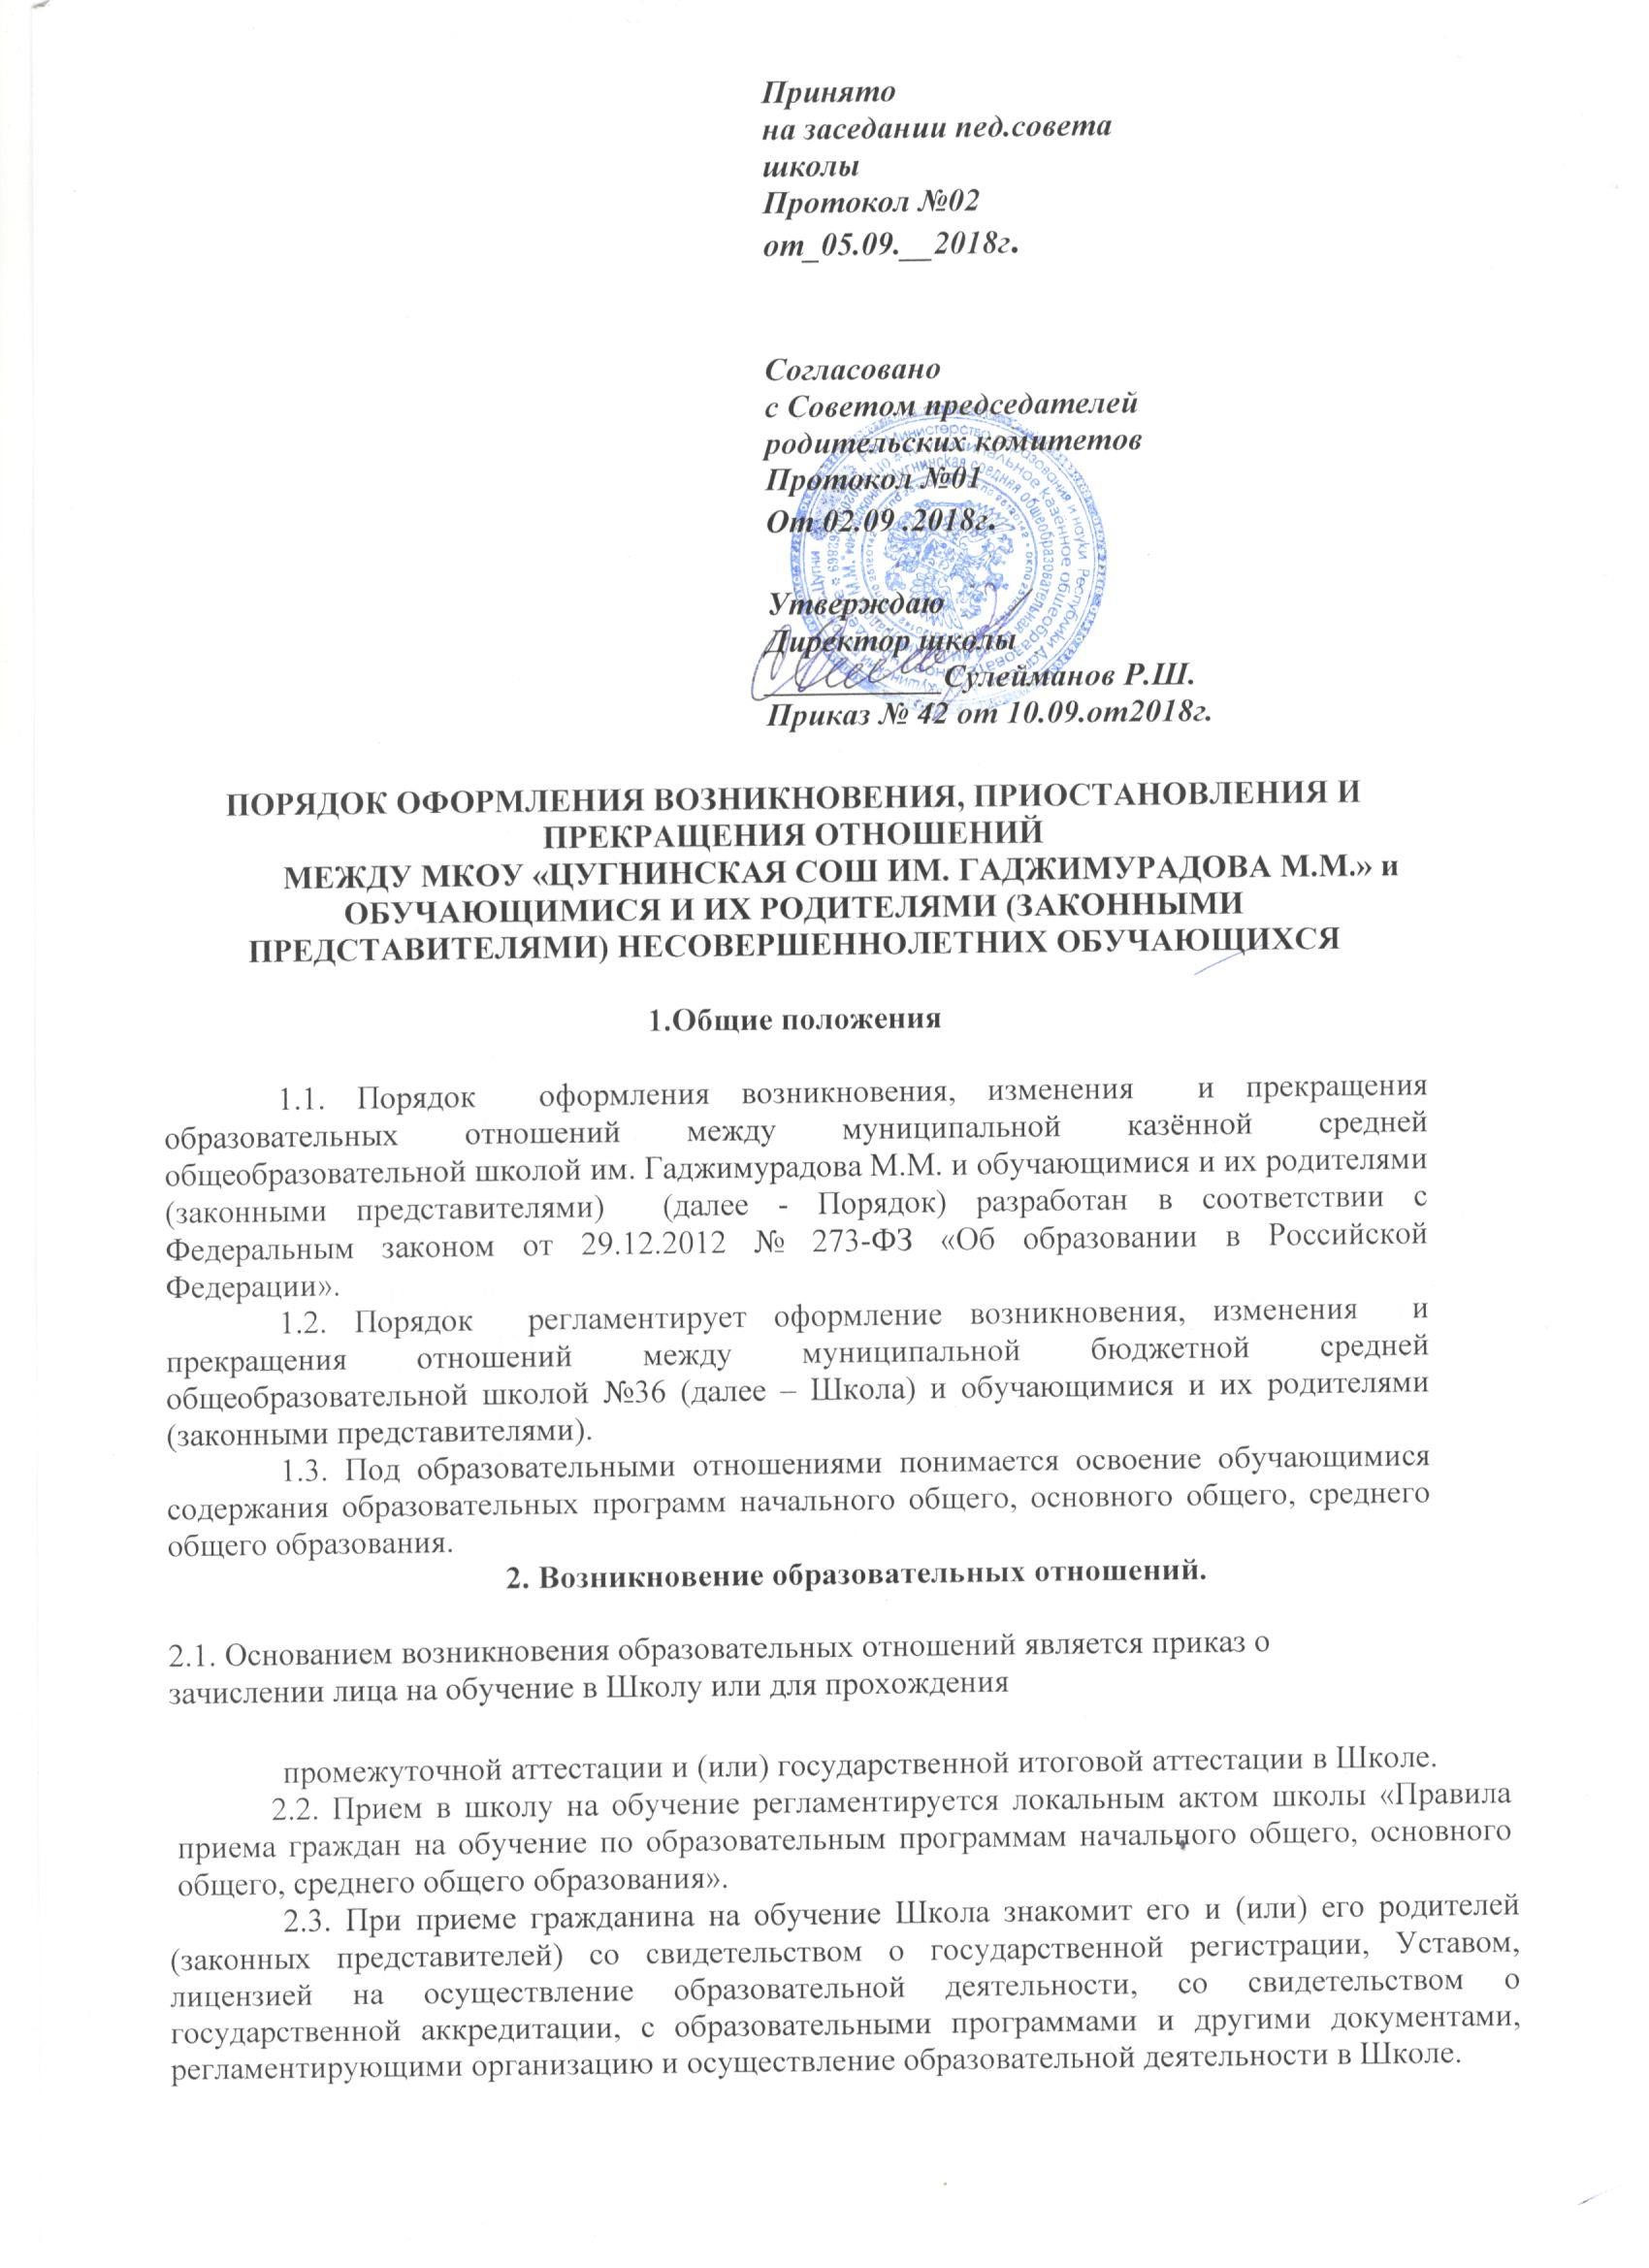 Принято
на заседании пед.совета
школы
Протокол №02
от_05.09.__2018г.
Согласовано
с Советом председателей
родительских комитетов
Протокол №01
От 02.09 .2018г.
Утверждаю
Директор школы
___________Сулейманов Р.Ш.
Приказ № 42 от 10.09.от2018г.
ПОРЯДОК ОФОРМЛЕНИЯ ВОЗНИКНОВЕНИЯ, ПРИОСТАНОВЛЕНИЯ И
ПРЕКРАЩЕНИЯ ОТНОШЕНИЙ
МЕЖДУ МКОУ «ЦУГНИНСКАЯ СОШ ИМ. ГАДЖИМУРАДОВА М.М.» и
ОБУЧАЮЩИМИСЯ И ИХ РОДИТЕЛЯМИ (ЗАКОННЫМИ
ПРЕДСТАВИТЕЛЯМИ) НЕСОВЕРШЕННОЛЕТНИХ ОБУЧАЮЩИХСЯ
1.Общие положения
1.1. Порядок оформления возникновения, изменения и прекращения
образовательных отношений между муниципальной казённой средней
общеобразовательной школой им. Гаджимурадова М.М. и обучающимися и их родителями
(законными представителями) (далее - Порядок) разработан в соответствии с
Федеральным законом от 29.12.2012 № 273-ФЗ «Об образовании в Российской
Федерации».
1.2. Порядок регламентирует оформление возникновения, изменения и
прекращения отношений между муниципальной бюджетной средней
общеобразовательной школой №36 (далее – Школа) и обучающимися и их родителями
(законными представителями).
1.3. Под образовательными отношениями понимается освоение обучающимися
содержания образовательных программ начального общего, основного общего, среднего
общего образования.
2. Возникновение образовательных отношений.
2.1. Основанием возникновения образовательных отношений является приказ о
зачислении лица на обучение в Школу или для прохождения
промежуточной аттестации и (или) государственной итоговой аттестации в Школе.
2.2. Прием в школу на обучение регламентируется локальным актом школы «Правила
приема граждан на обучение по образовательным программам начального общего, основного
общего, среднего общего образования».
2.3. При приеме гражданина на обучение Школа знакомит его и (или) его родителей
(законных представителей) со свидетельством о государственной регистрации, Уставом,
лицензией на осуществление образовательной деятельности, со свидетельством о
государственной аккредитации, с образовательными программами и другими документами,
регламентирующими организацию и осуществление образовательной деятельности в Школе.